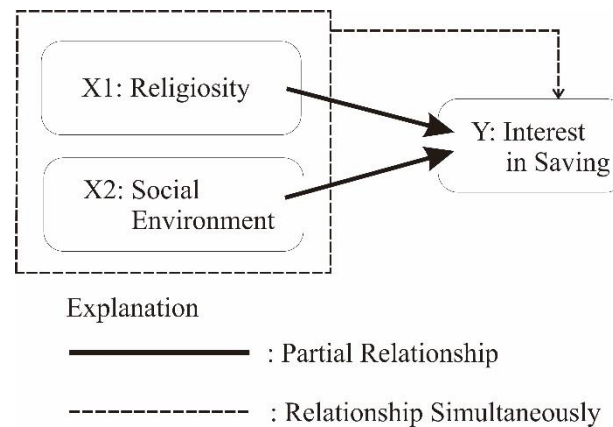 X1: Religiosity
Y: Interest
in Saving
X2: Social
Environment
Explanation
: Partial Relationship
: Relationship Simultaneously